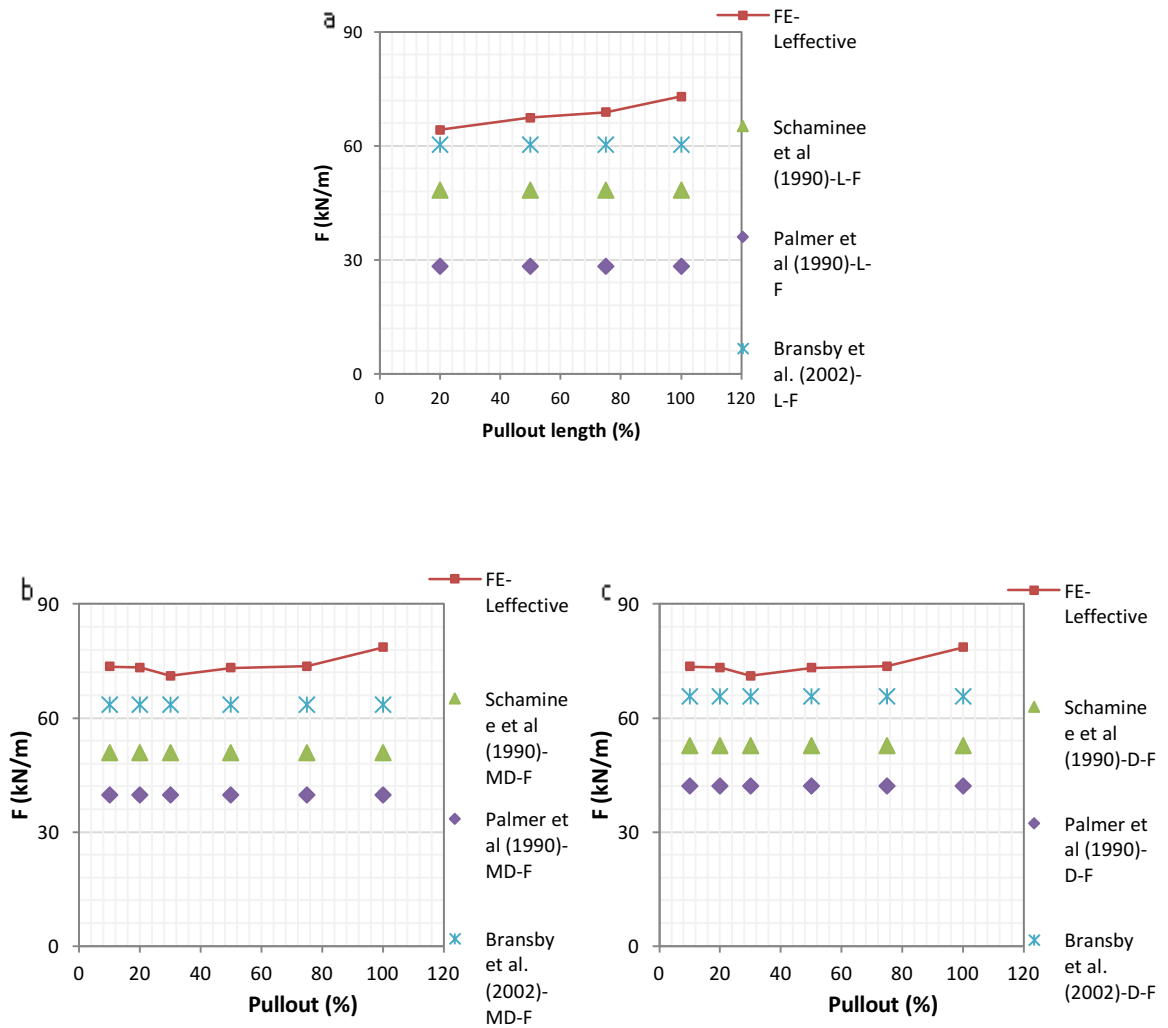 a
90
60
30
0
F (kN/m)
0 20 40 60 80 100 120
Pullout length (%)
FE-
Leffective
Schaminee
et al
(1990)-L-F
Palmer et
al (1990)-L-
F
Bransby et
al. (2002)-
L-F
b
90
60
30
0
F (kN/m)
0 20 40 60 80 100 120
Pullout (%)
FE-
Leffective
Schamine
e et al
(1990)-
MD-F
Palmer et
al (1990)-
MD-F
Bransby
et al.
(2002)-
MD-F
c
90
60
30
0
F (kN/m)
0 20 40 60 80 100 120
Pullout (%)
FE-
Leffective
Schamine
e et al
(1990)-D-F
Palmer et
al (1990)-
D-F
Bransby
et al.
(2002)-D-F